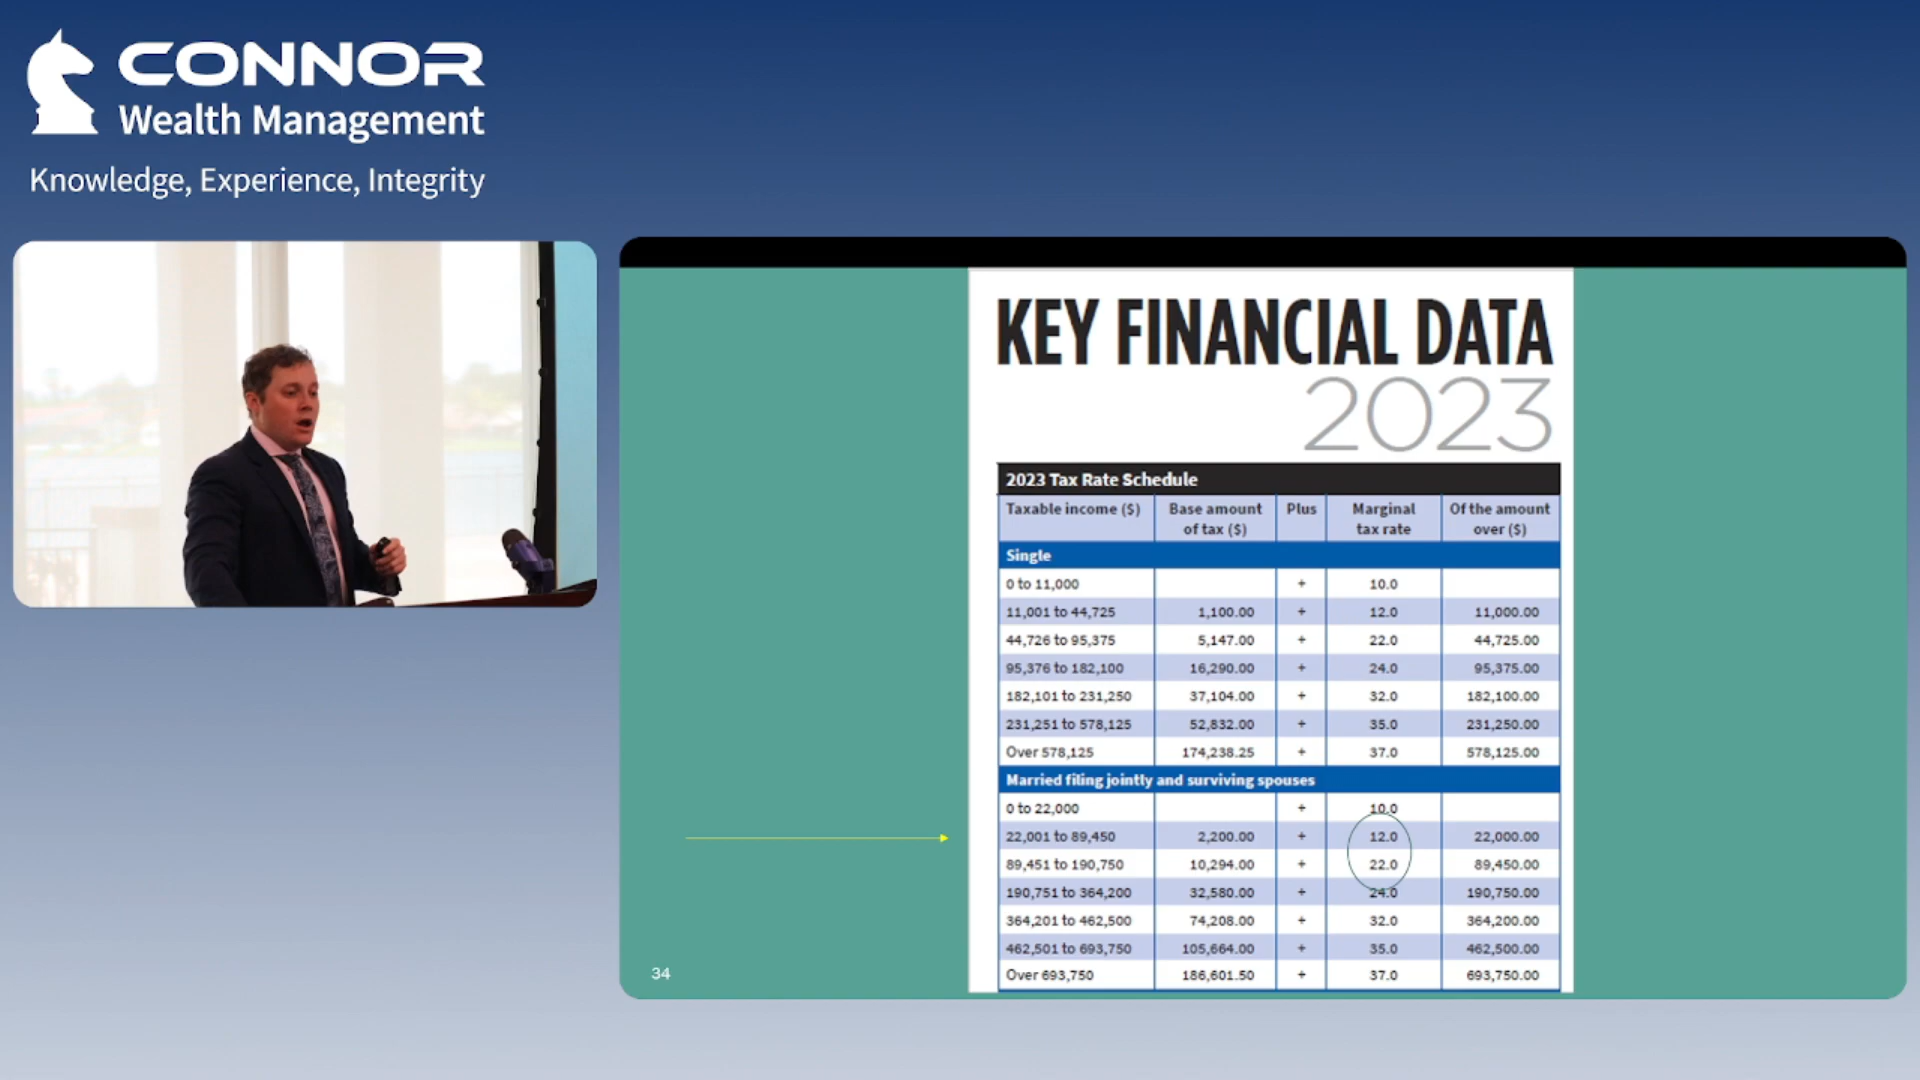 CONNOR
Wealth Management
Knowledge, Experience, Integrity
KEY FINANCIAL DATA
2023
2023 Tax Rate Schedule
Taxable income ($) Base amount of tax ($) Plus Marginal tax rate Of the amount over ($)
Single
0 to 11,000 + 10.0
11,001 to 44,725 1,100.00 + 12.0 11,000.00
44,726 to 95,375 5,147.00 + 22.0 44,725.00
95,376 to 182,100 16,290.00 + 24.0 95,375.00
182,101 to 231,250 37,104.00 + 32.0 182,100.00
231,251 to 578,125 52,832.00 + 35.0 231,250.00
Over 578,125 174,238.25 + 37.0 578,125.00
Married filing jointly and surviving spouses
0 to 22,000 + 10.0
22,001 to 89,450 2,200.00 + 12.0 22,000.00
89,451 to 190,750 10,294.00 + 22.0 89,450.00
190,751 to 364,200 32,580.00 + 24.0 190,750.00
364,201 to 462,500 74,208.00 + 32.0 364,200.00
462,501 to 693,750 105,664.00 + 35.0 462,500.00
Over 693,750 186,601.50 + 37.0 693,750.00
34